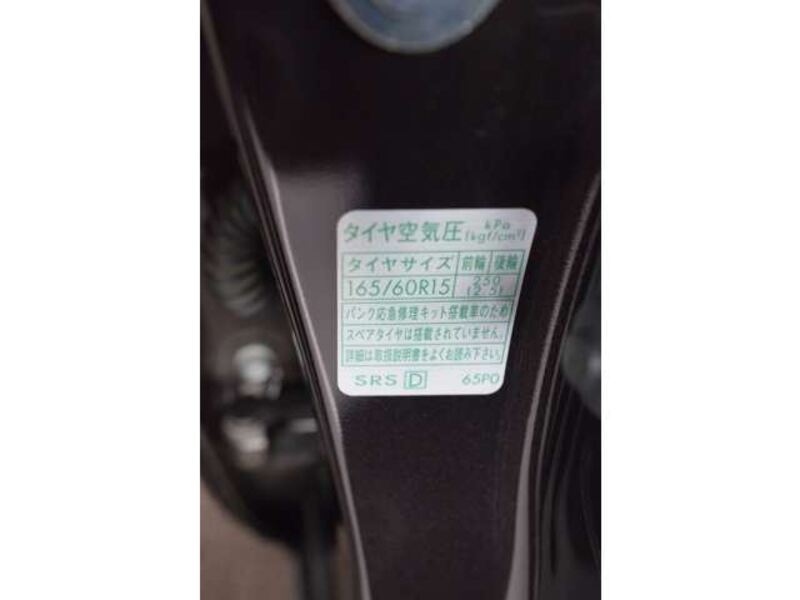 タイヤ空気圧 kPa
(kgf/cm²)
タイヤサイズ 前輪 後輪
165/60R15 250
(2.5)
パンク応急修理キット搭載車のため
スペアタイヤは搭載されていません。
詳細は取扱説明書をよくお読み下さい。
SRS D 65P0